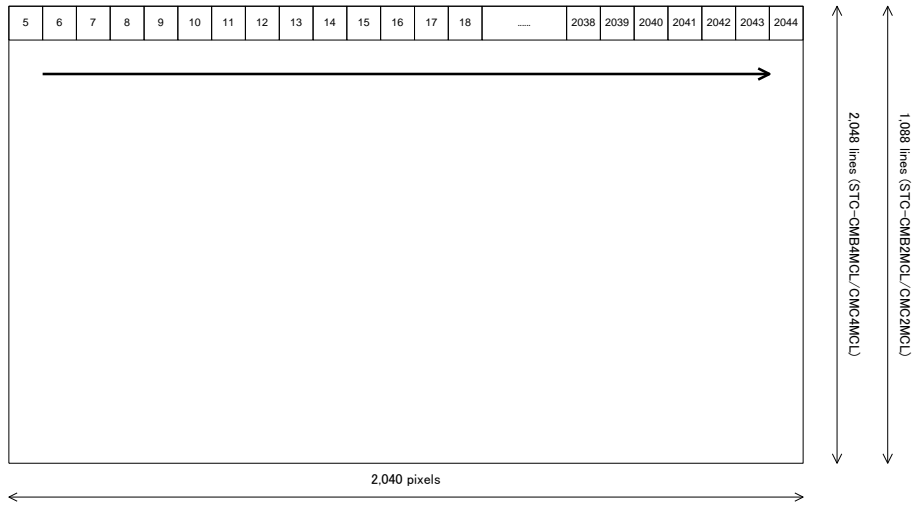 5 6 7 8 9 10 11 12 13 14 15 16 17 18 ...... 2038 2039 2040 2041 2042 2043 2044
2,048 lines (STC-CMB4MCL/CMC4MCL)
1,088 lines (STC-CMB2MCL/CMC2MCL)
2,040 pixels